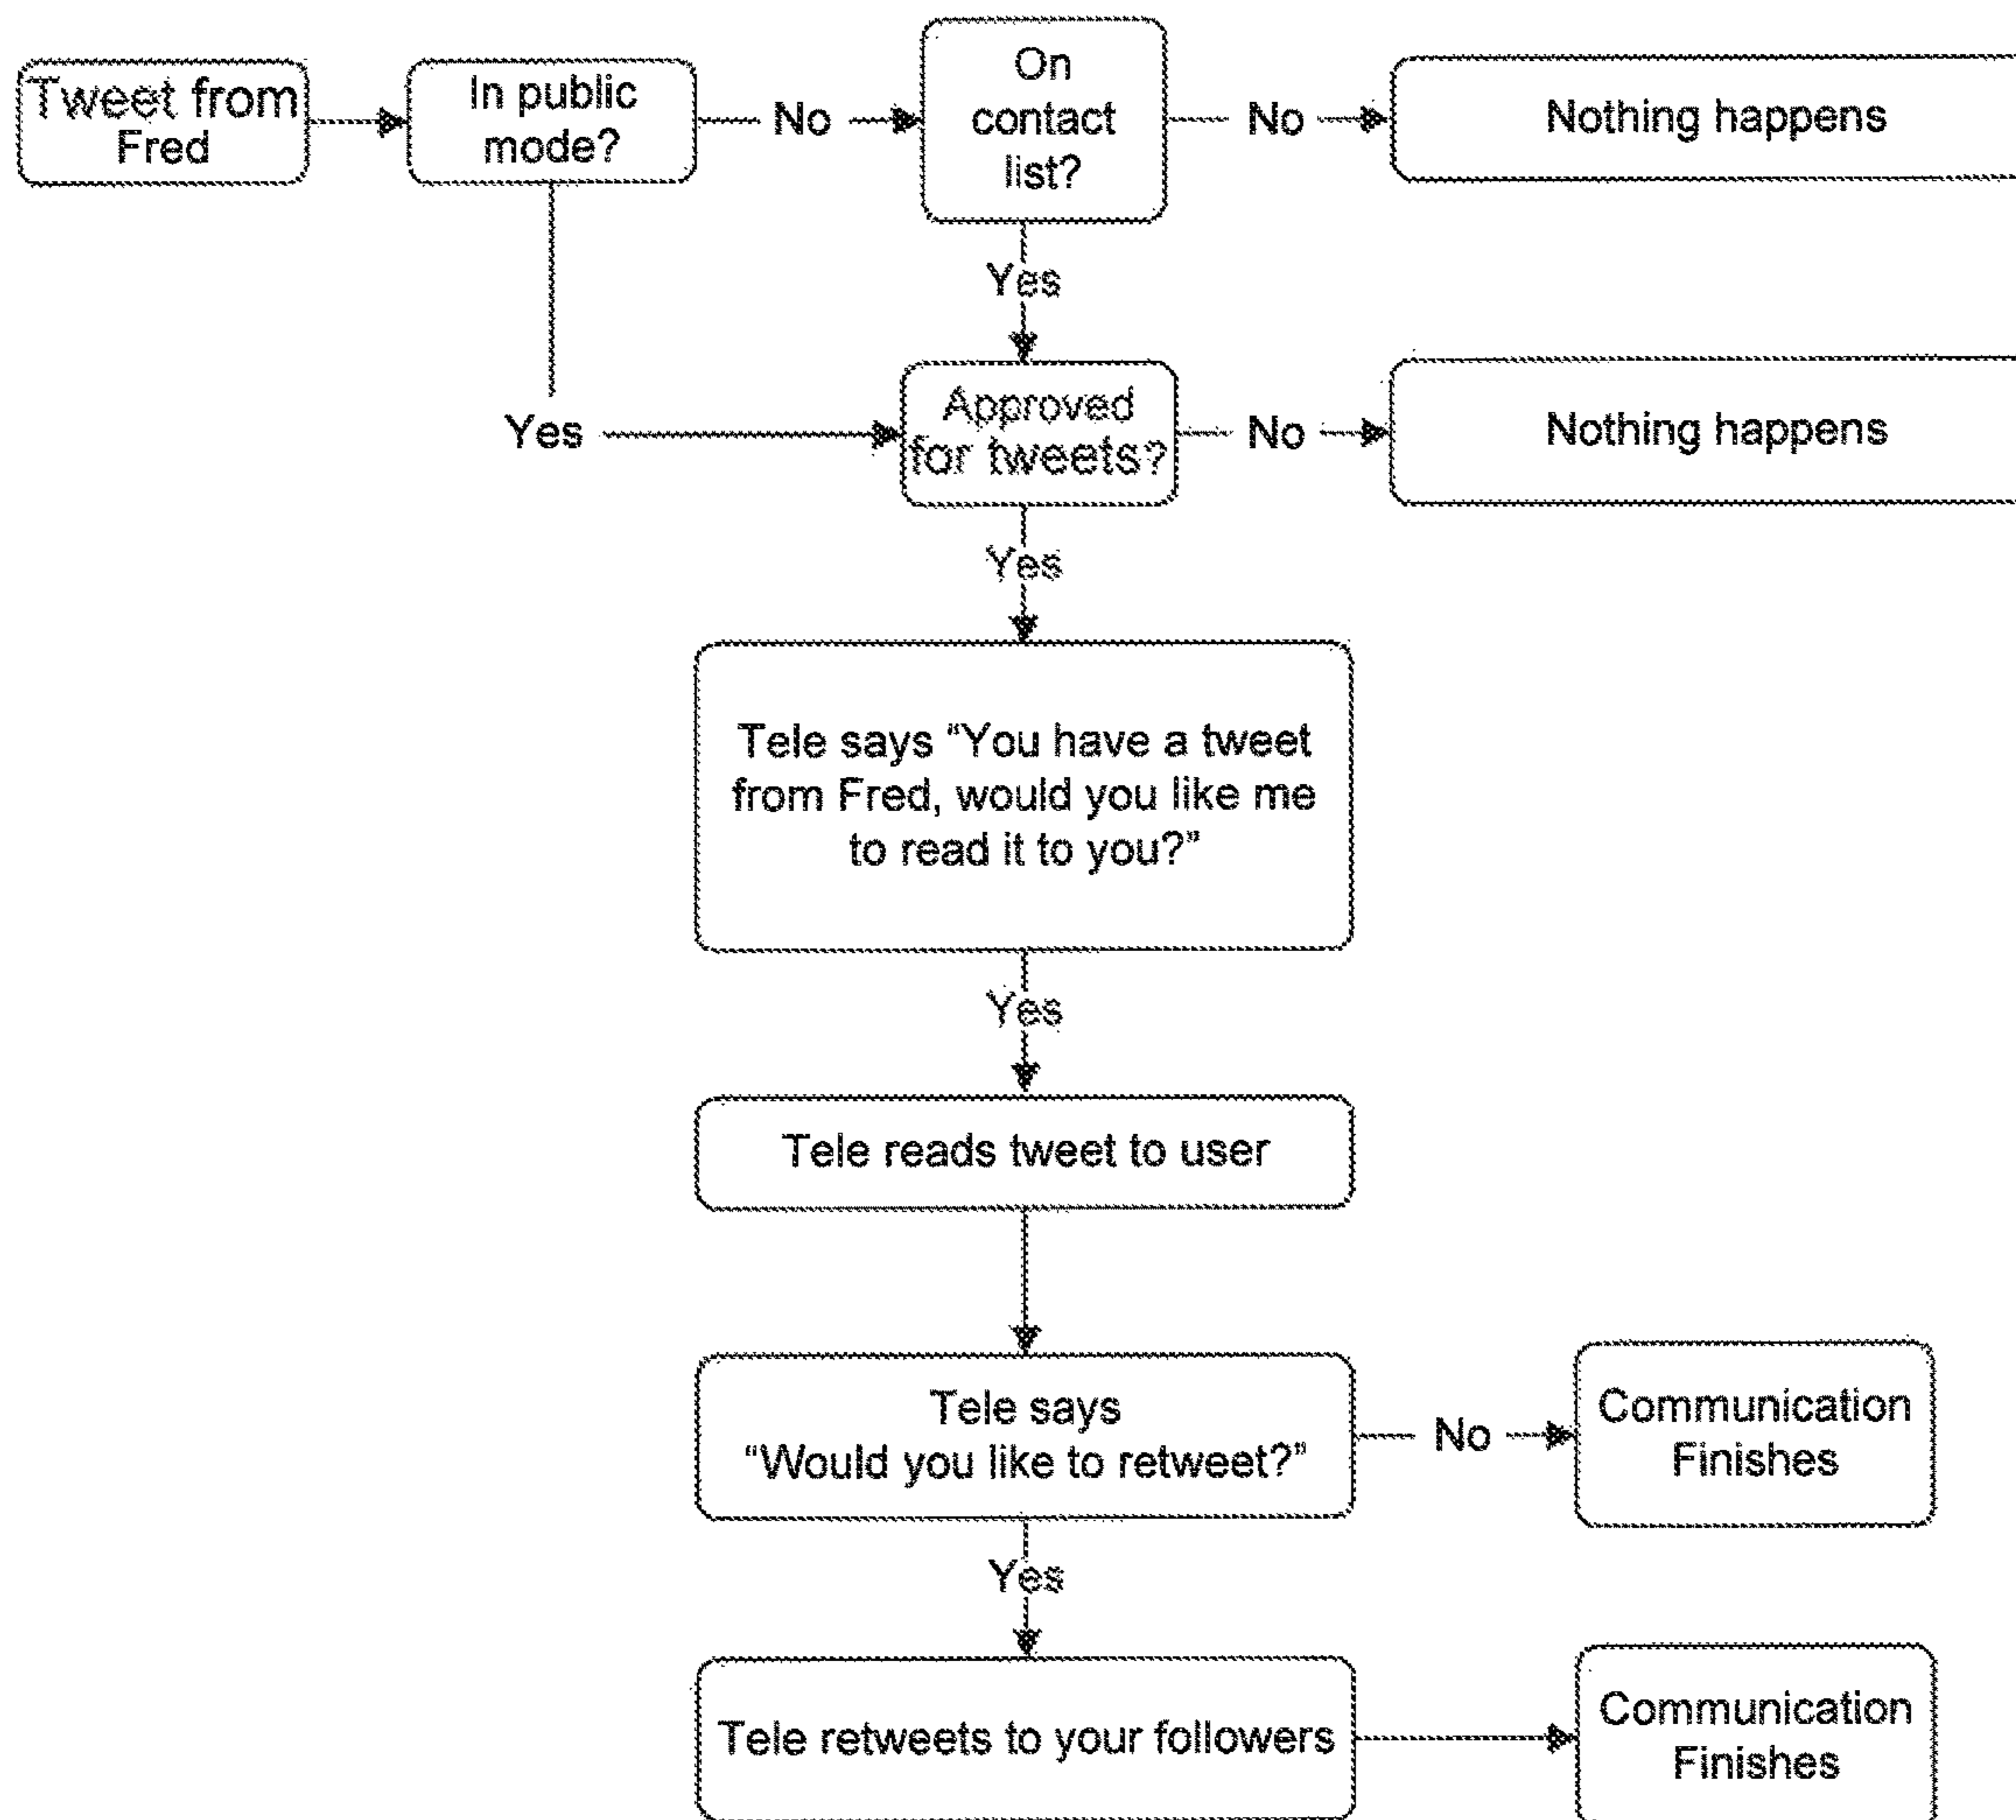 Tweet from
Fred
In public
mode?
No
On
contact
list?
No
Nothing happens
Yes
Yes
Approved
for tweets?
No
Nothing happens
Yes
Tele says “You have a tweet
from Fred, would you like me
to read it to you?”
Yes
Tele reads tweet to user
Tele says
“Would you like to retweet?”
No
Communication
Finishes
Yes
Tele retweets to your followers
Communication
Finishes